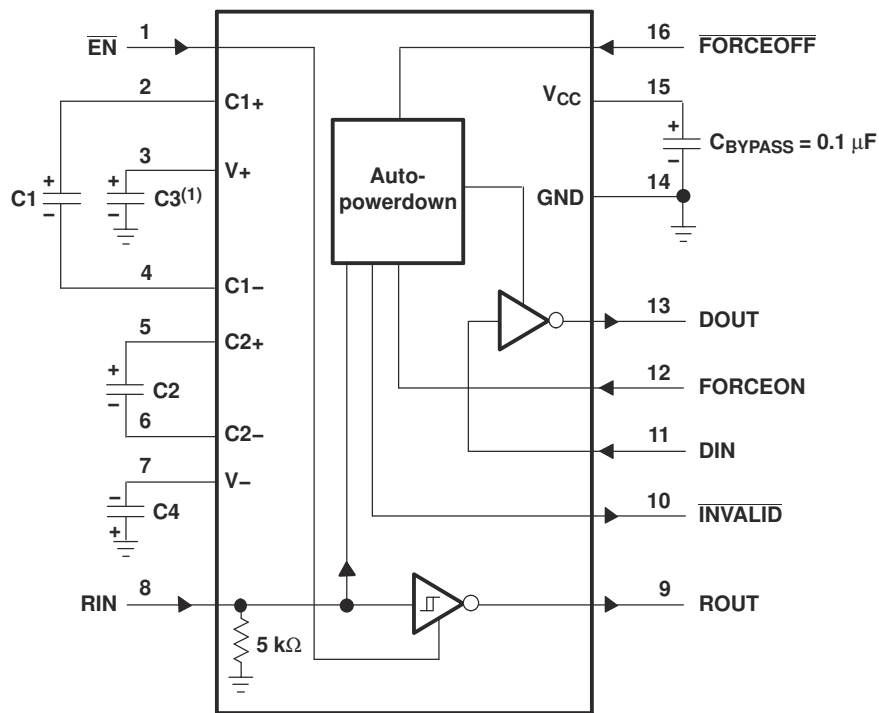 EN 1
2
C1+
3
V+
C1 + − + − C3(1)
4
C1−
5
C2+
+ − C2
6
C2−
7
V−
− + C4
RIN 8
5 kΩ
Auto-
powerdown
16 FORCEOFF
VCC 15
+ − CBYPASS = 0.1 μF
GND 14
13 DOUT
12 FORCEON
11 DIN
10 INVALID
9 ROUT